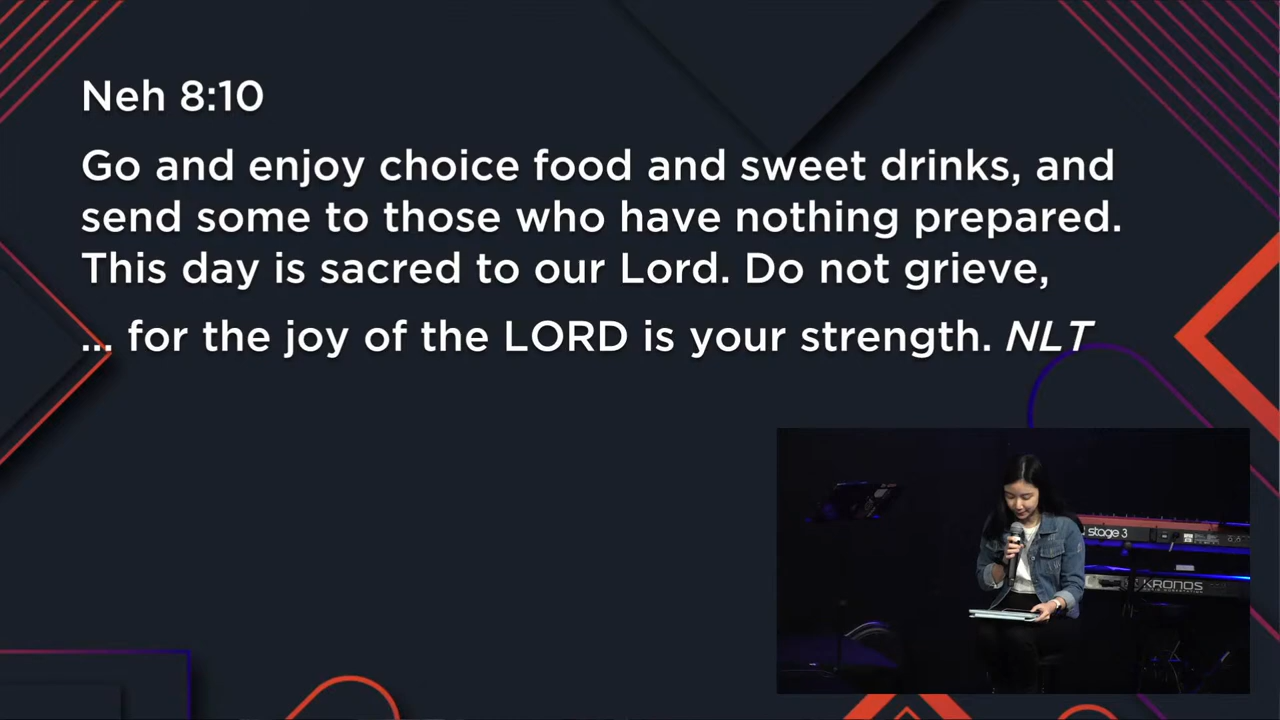 Neh 8:10
Go and enjoy choice food and sweet drinks, and
send some to those who have nothing prepared.
This day is sacred to our Lord. Do not grieve,
... for the joy of the LORD is your strength. NLT
stage 3
KRONOS